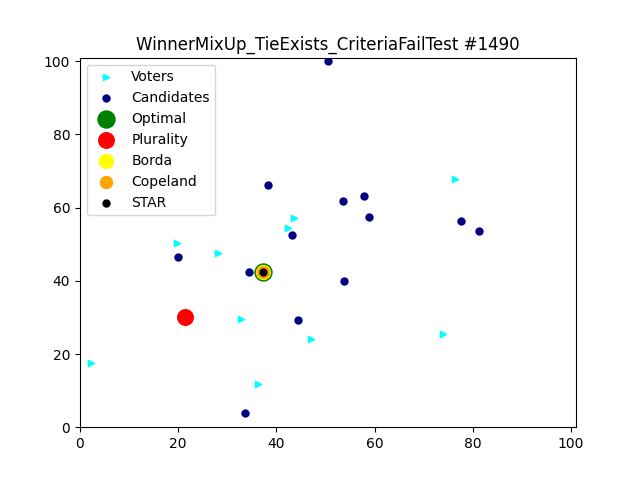 WinnerMixUp_TieExists_CriteriaFailTest #1490
Voters
Candidates
Optimal
Plurality
Borda
Copeland
STAR
100
80
60
40
20
0
0 20 40 60 80 100